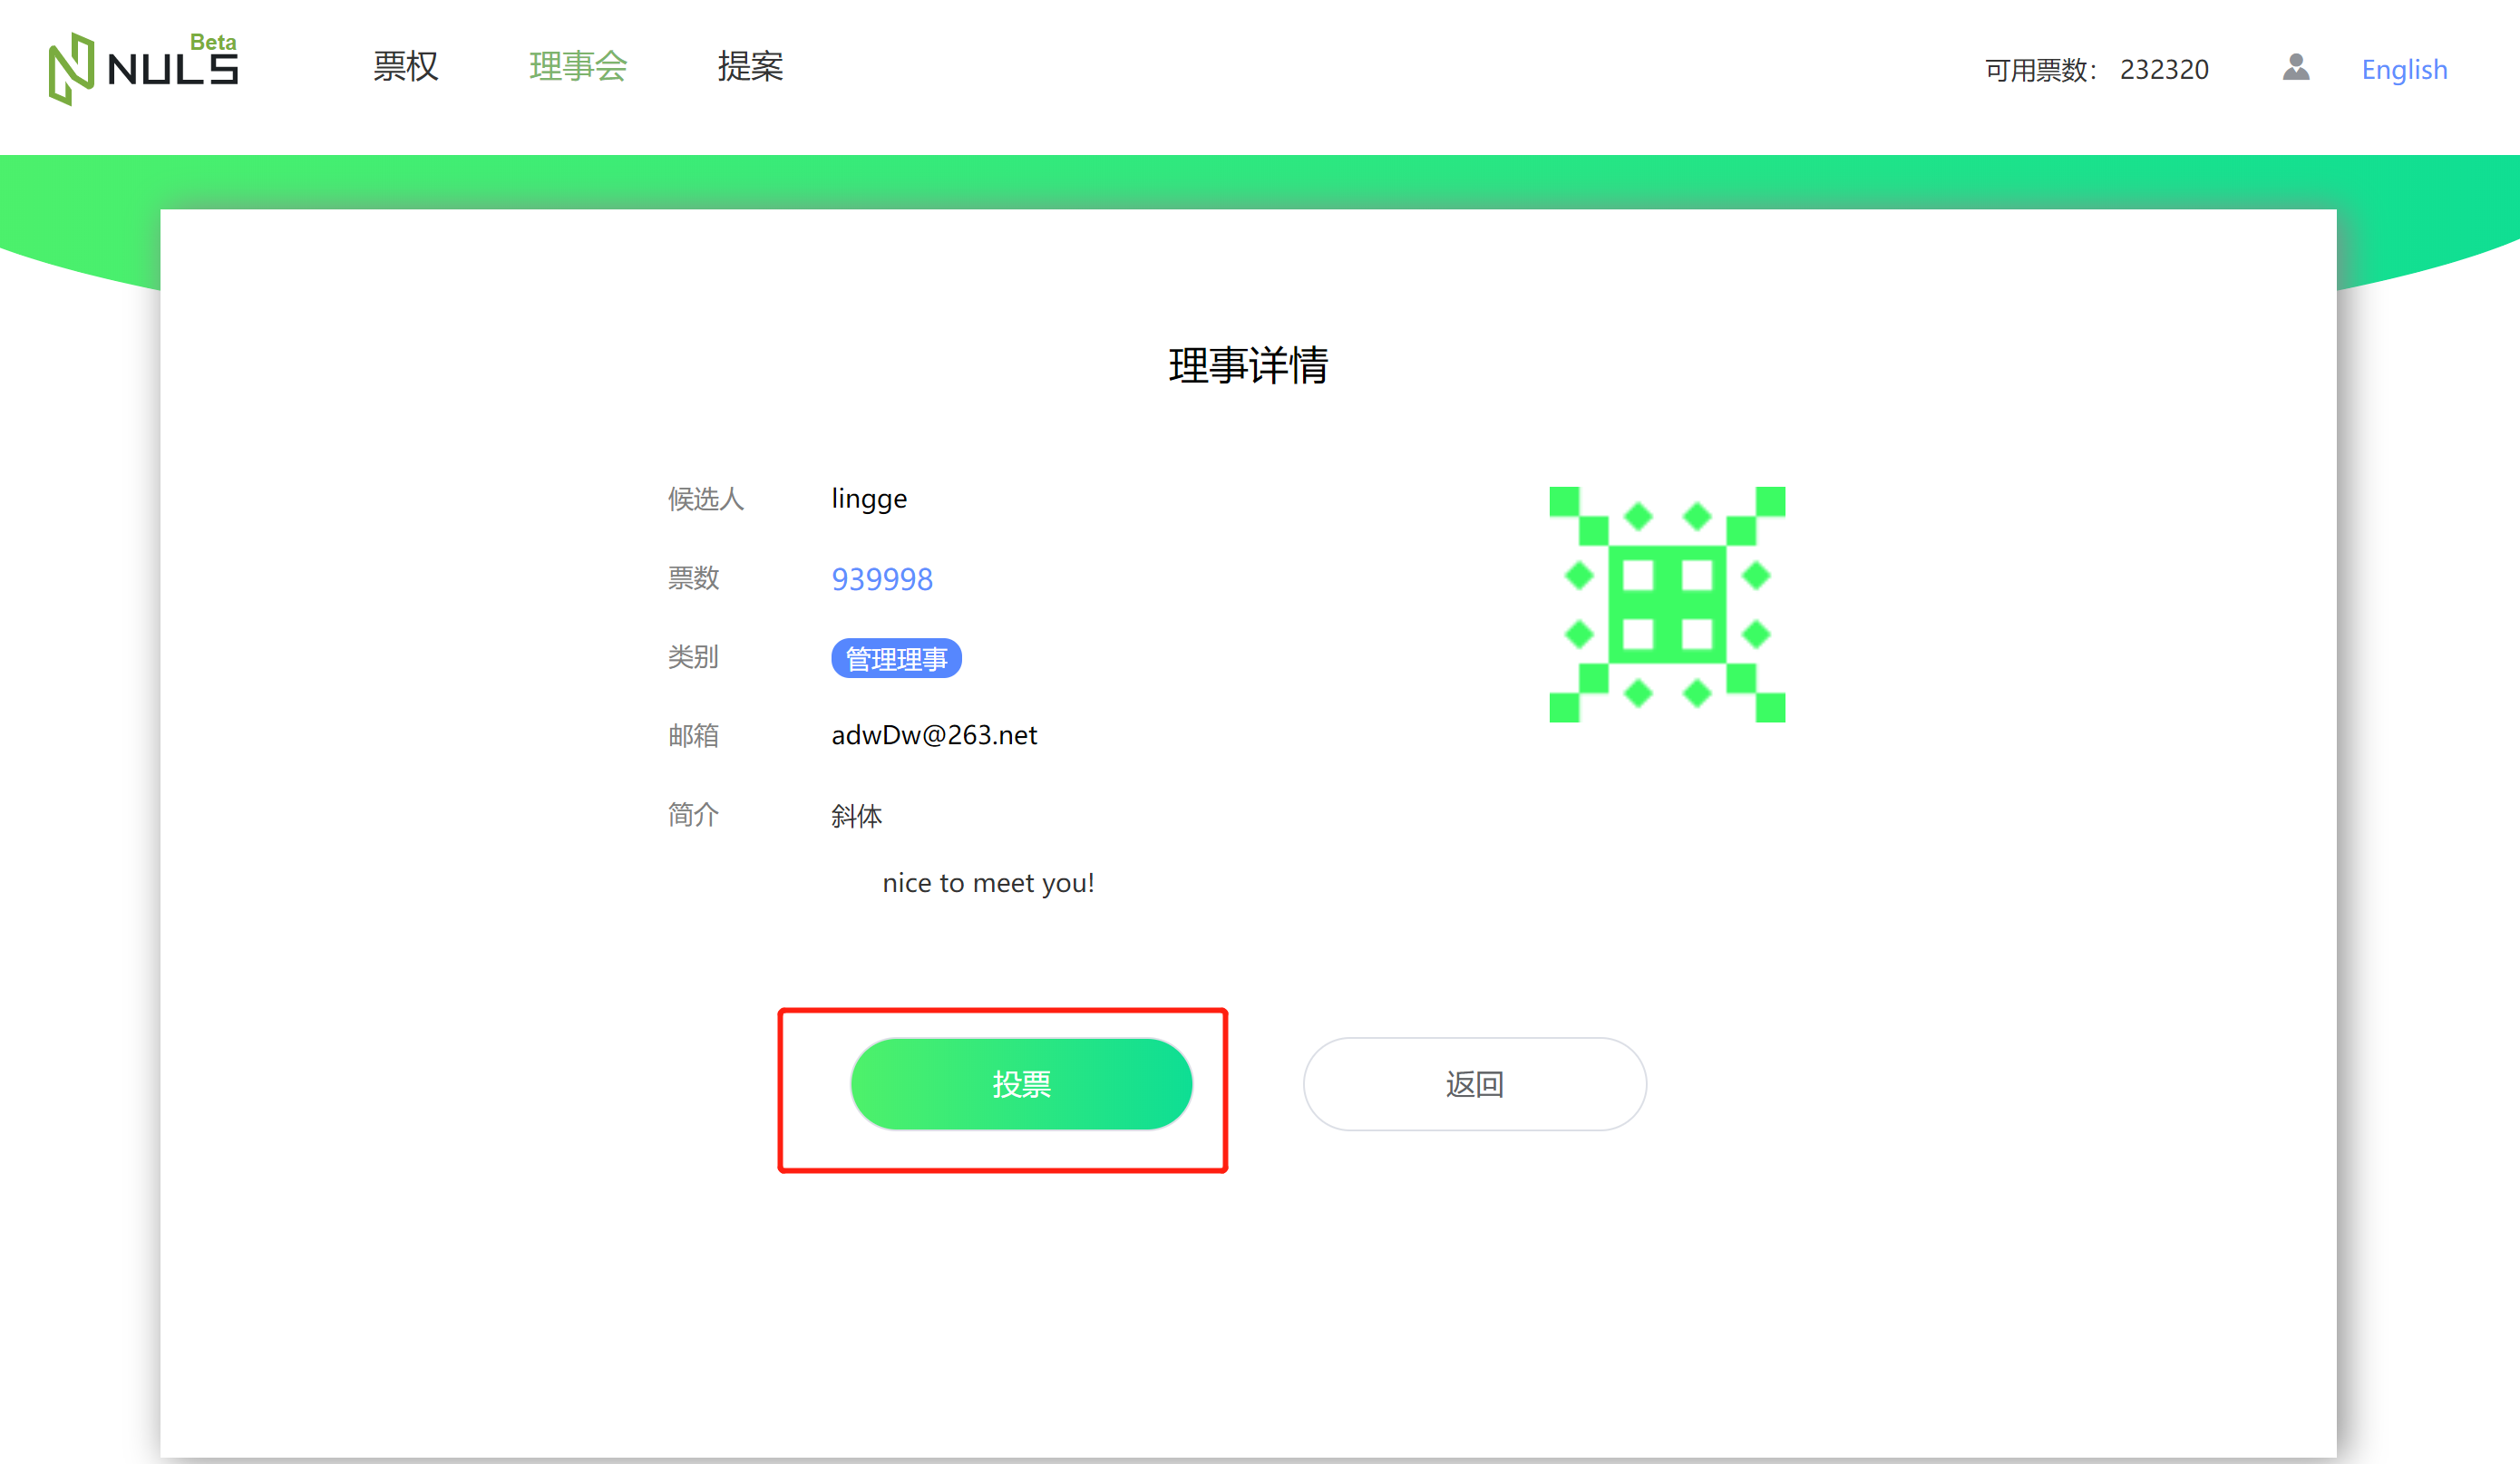 NULS Beta
票权 理事会 提案 可用票数： 232320 English
理事详情
候选人 lingge
票数 939998
类别 管理理事
邮箱 adwDw@263.net
简介 斜体
nice to meet you!
投票 返回